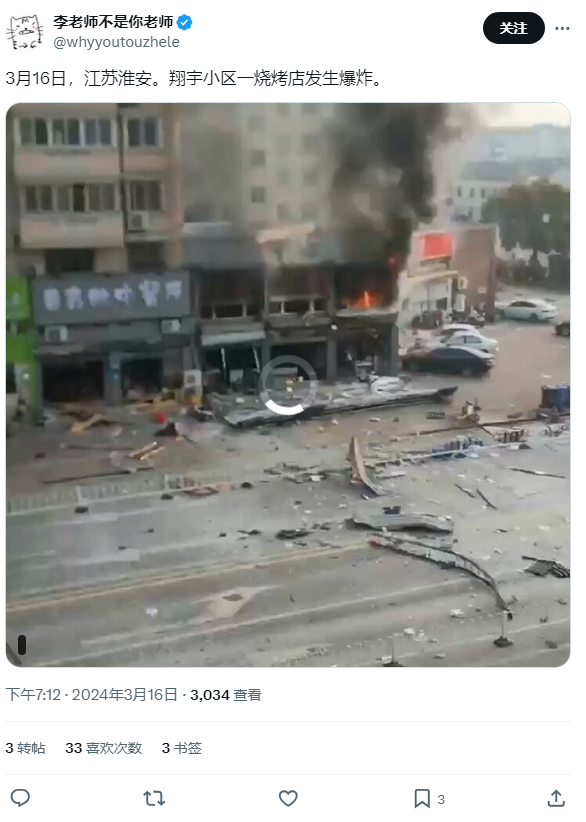 李老师不是你老师
@whyyoutouzhele
关注
3月16日，江苏淮安。翔宇小区一烧烤店发生爆炸。
下午7:12 · 2024年3月16日 · 3,034 查看
3 转帖 33 喜欢次数 3 书签
3